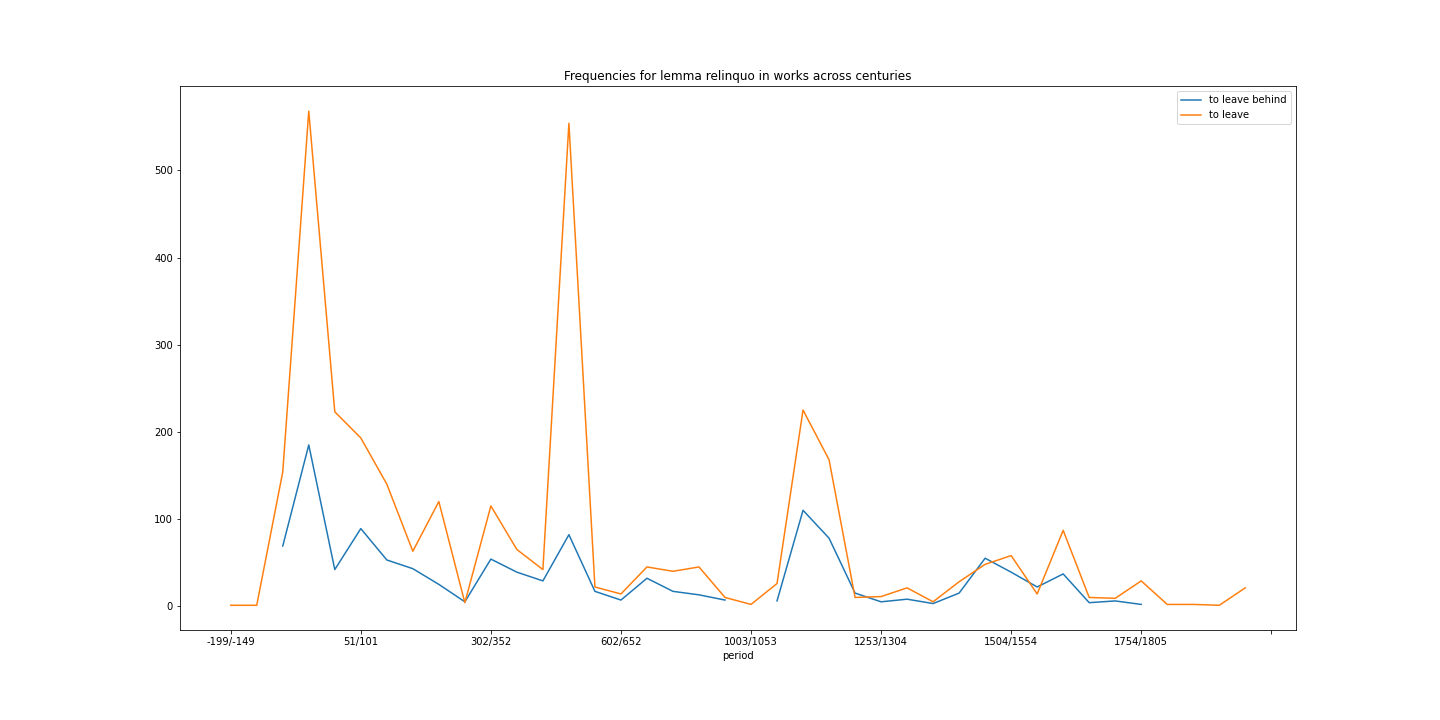 Frequencies for lemma relinquo in works across centuries
to leave behind
to leave
500
400
300
200
100
0
-199/-149 51/101 302/352 602/652 1003/1053 1253/1304 1504/1554 1754/1805
period